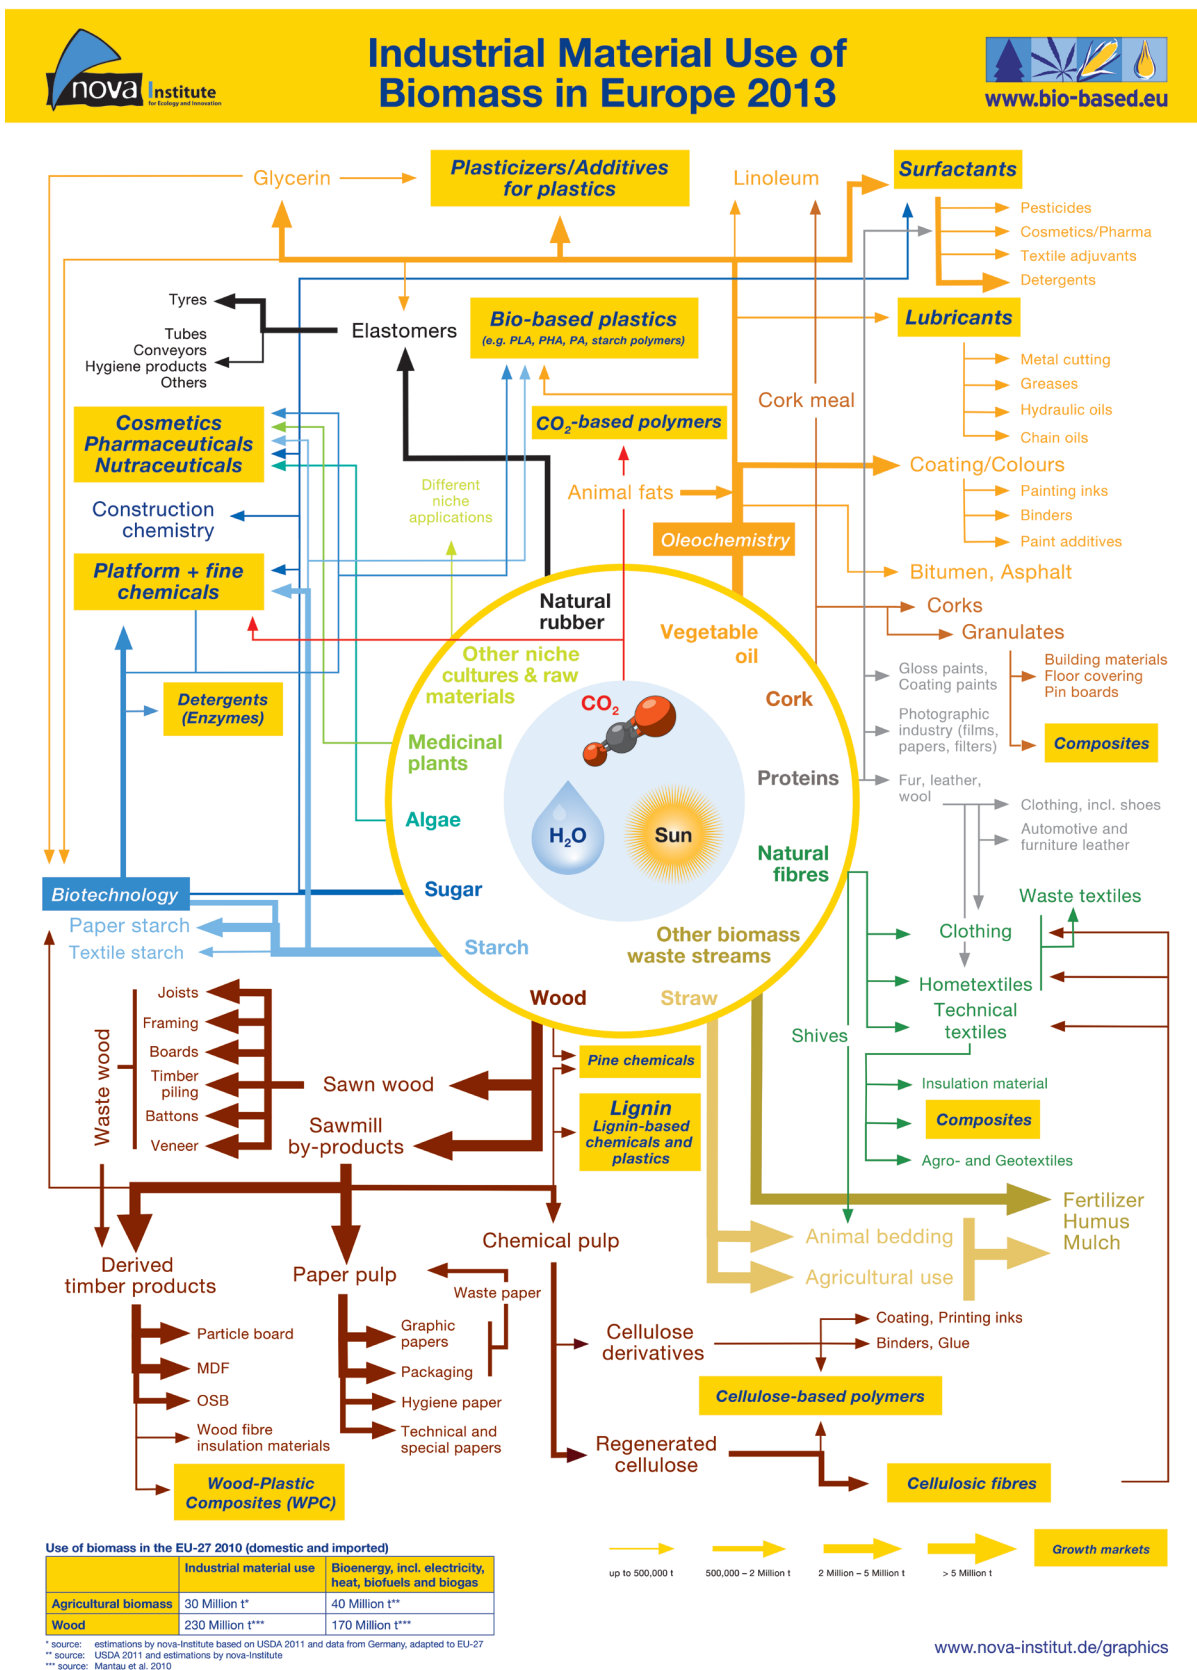 nova Institute
for Ecology and Innovation
Industrial Material Use of
Biomass in Europe 2013
www.bio-based.eu
Glycerin
Plasticizers/Additives
for plastics
Linoleum
Surfactants
Pesticides
Cosmetics/Pharma
Textile adjuvants
Detergents
Tyres
Tubes
Conveyors
Hygiene products
Others
Elastomers
Bio-based plastics
(e.g. PLA, PHA, PA, starch polymers)
Lubricants
Metal cutting
Greases
Hydraulic oils
Chain oils
Cork meal
CO2-based polymers
Cosmetics
Pharmaceuticals
Nutraceuticals
Different
niche
applications
Animal fats
Coating/Colours
Painting inks
Binders
Paint additives
Construction
chemistry
Oleochemistry
Platform + fine
chemicals
Bitumen, Asphalt
Natural
rubber
Vegetable
oil
Corks
Granulates
Other niche
cultures & raw
materials
Building materials
Floor covering
Pin boards
Gloss paints,
Coating paints
Cork
CO2
Detergents
(Enzymes)
Photographic
industry (films,
papers, filters)
Composites
Medicinal
plants
Proteins
Fur, leather,
wool
Clothing, incl. shoes
Automotive and
furniture leather
Algae
H2O
Sun
Natural
fibres
Biotechnology
Sugar
Waste textiles
Paper starch
Textile starch
Starch
Other biomass
waste streams
Clothing
Hometextiles
Technical
textiles
Wood
Straw
Shives
Waste wood
Joists
Framing
Boards
Timber
piling
Battons
Veneer
Sawn wood
Sawmill
by-products
Pine chemicals
Lignin
Lignin-based
chemicals and
plastics
Insulation material
Composites
Agro- and Geotextiles
Fertilizer
Humus
Mulch
Animal bedding
Agricultural use
Chemical pulp
Derived
timber products
Paper pulp
Waste paper
Particle board
MDF
OSB
Wood fibre
insulation materials
Wood-Plastic
Composites (WPC)
Graphic
papers
Packaging
Hygiene paper
Technical and
special papers
Cellulose
derivatives
Coating, Printing inks
Binders, Glue
Cellulose-based polymers
Regenerated
cellulose
Cellulosic fibres
Use of biomass in the EU-27 2010 (domestic and imported)
Industrial material use
Bioenergy, incl. electricity,
heat, biofuels and biogas
Agricultural biomass 30 Million t* 40 Million t**
Wood 230 Million t*** 170 Million t***
* source: estimations by nova-Institute based on USDA 2011 and data from Germany, adapted to EU-27
** source: USDA 2011 and estimations by nova-Institute
*** source: Mantau et al. 2010
up to 500,000 t
500,000 – 2 Million t
2 Million – 5 Million t
> 5 Million t
Growth markets
www.nova-institut.de/graphics